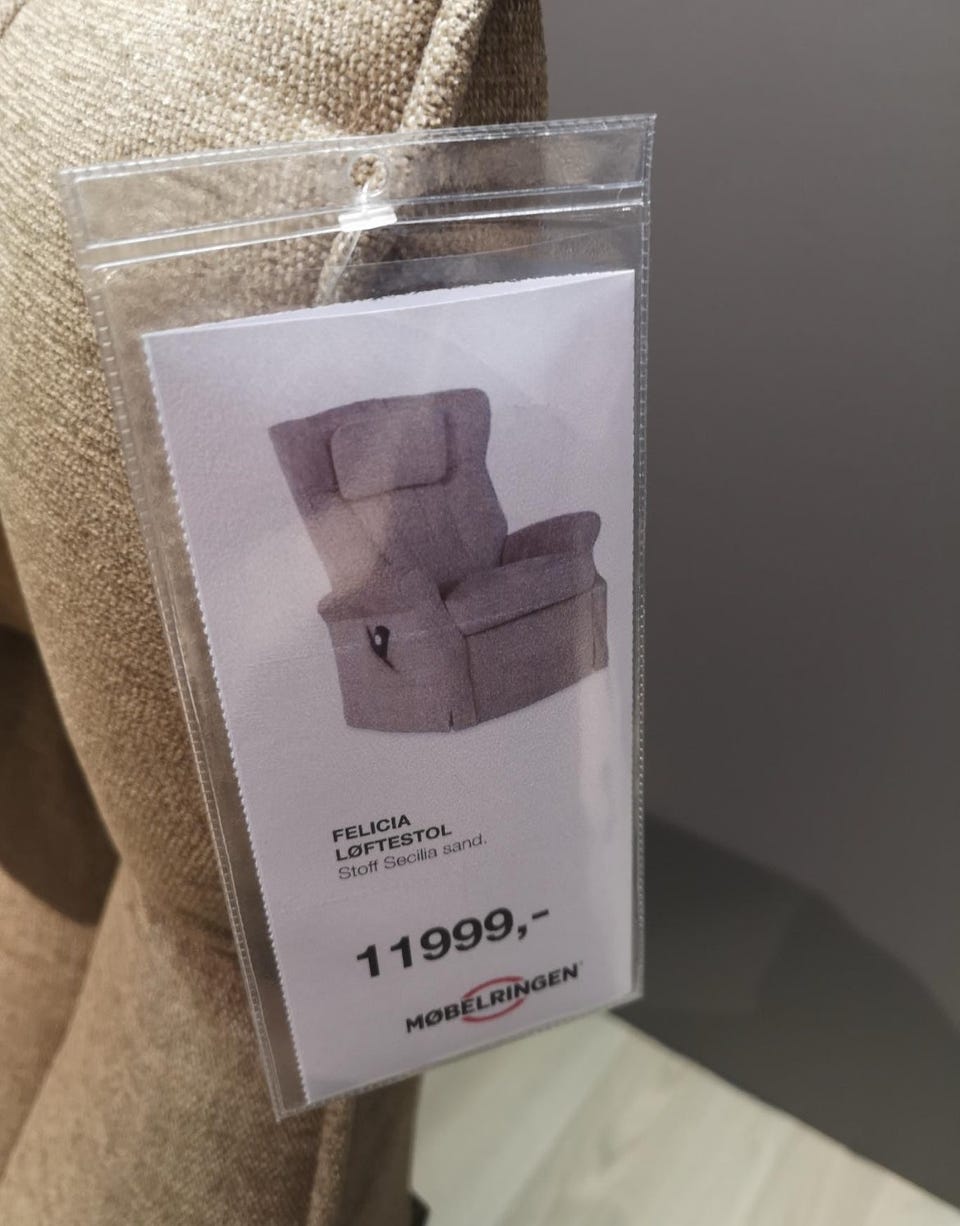 FELICIA
LØFTESTOL
Stoff Secilia sand.
11999,-
MØBELRINGEN